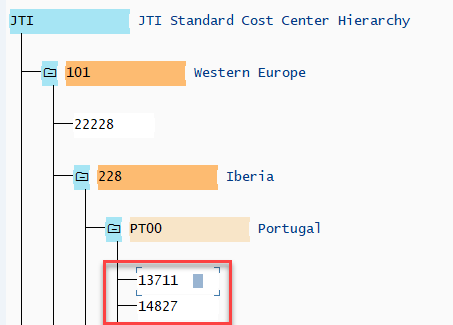 JTI JTI Standard Cost Center Hierarchy
101 Western Europe
22228
228 Iberia
PT00 Portugal
13711
14827